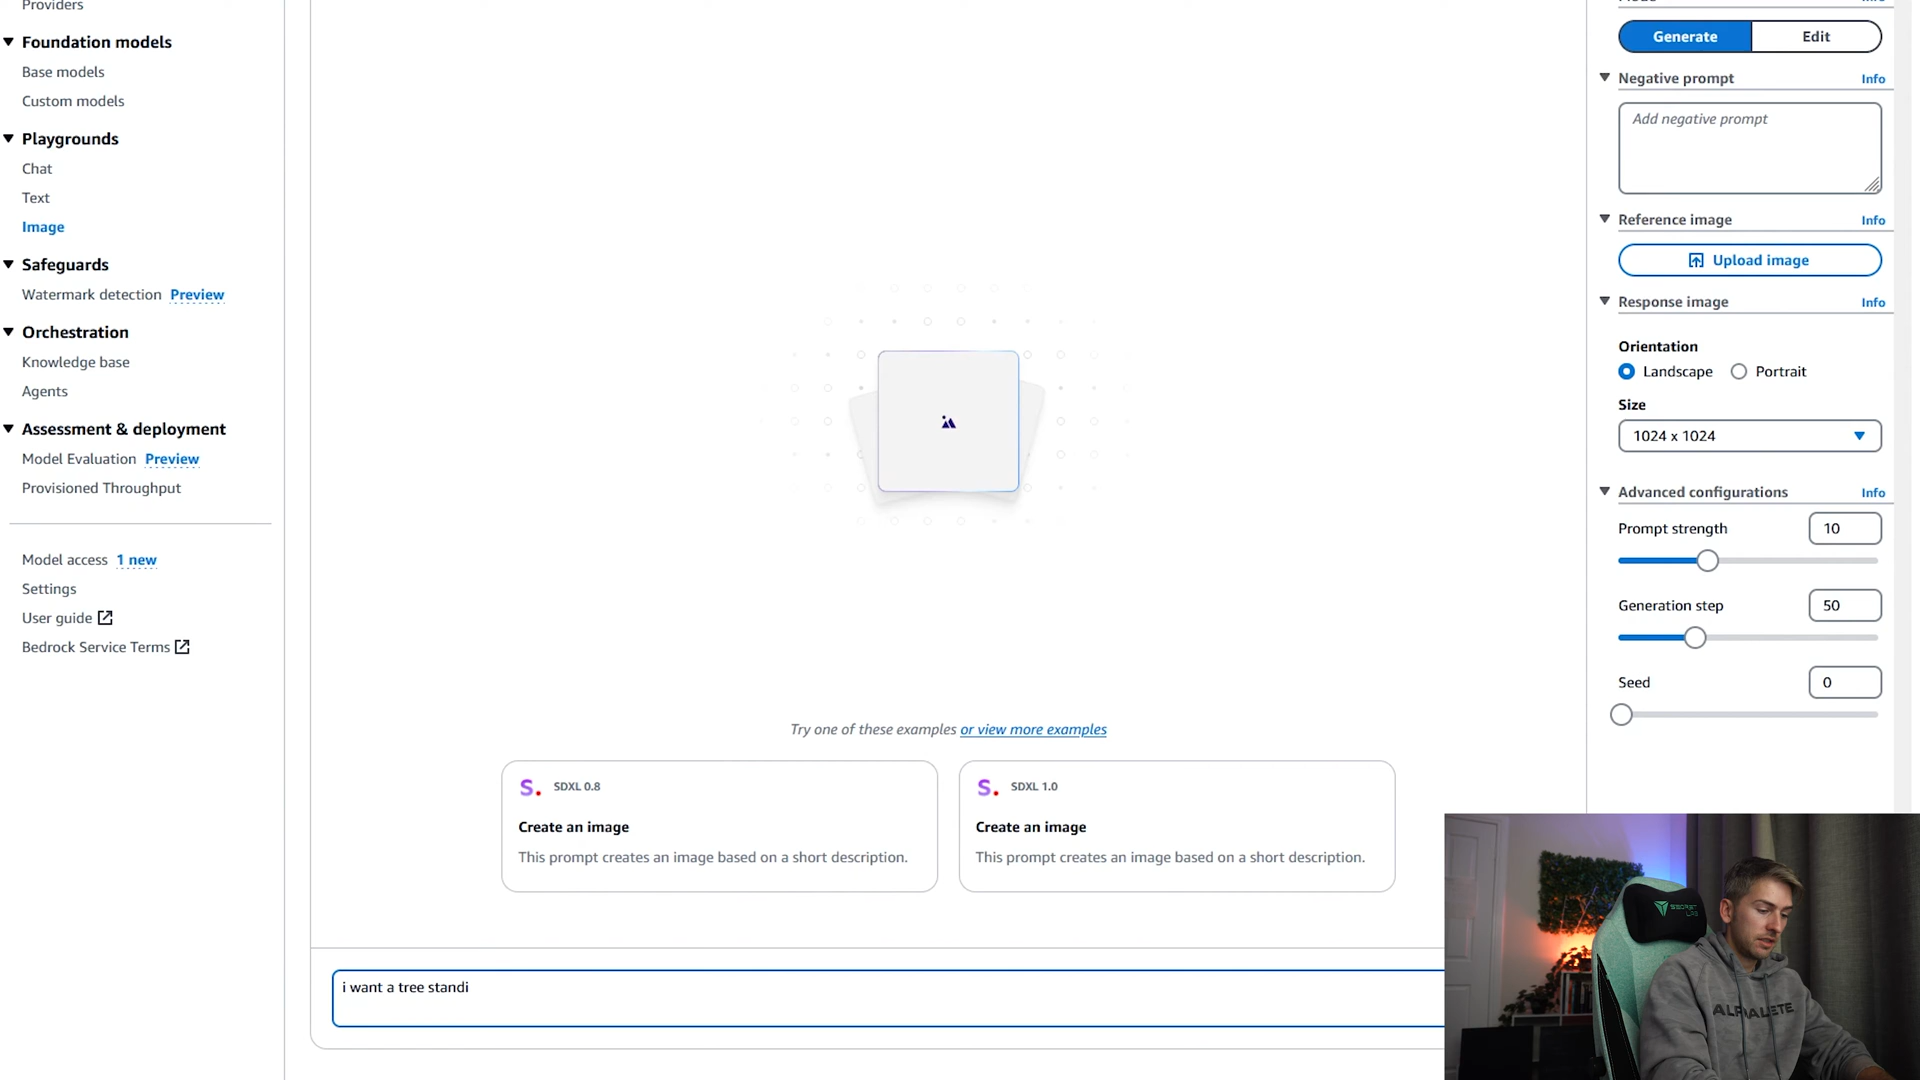 Providers
Foundation models
Base models
Custom models
Playgrounds
Chat
Text
Image
Safeguards
Watermark detection Preview
Orchestration
Knowledge base
Agents
Assessment & deployment
Model Evaluation Preview
Provisioned Throughput
Model access 1 new
Settings
User guide
Bedrock Service Terms
Try one of these examples or view more examples
S. SDXL 0.8
Create an image
This prompt creates an image based on a short description.
S. SDXL 1.0
Create an image
This prompt creates an image based on a short description.
i want a tree standi
Generate Edit
Negative prompt Info
Add negative prompt
Reference image Info
Upload image
Response image Info
Orientation
Landscape Portrait
Size
1024 x 1024
Advanced configurations Info
Prompt strength 10
Generation step 50
Seed 0
SECRET
LAB
ALPHALETE